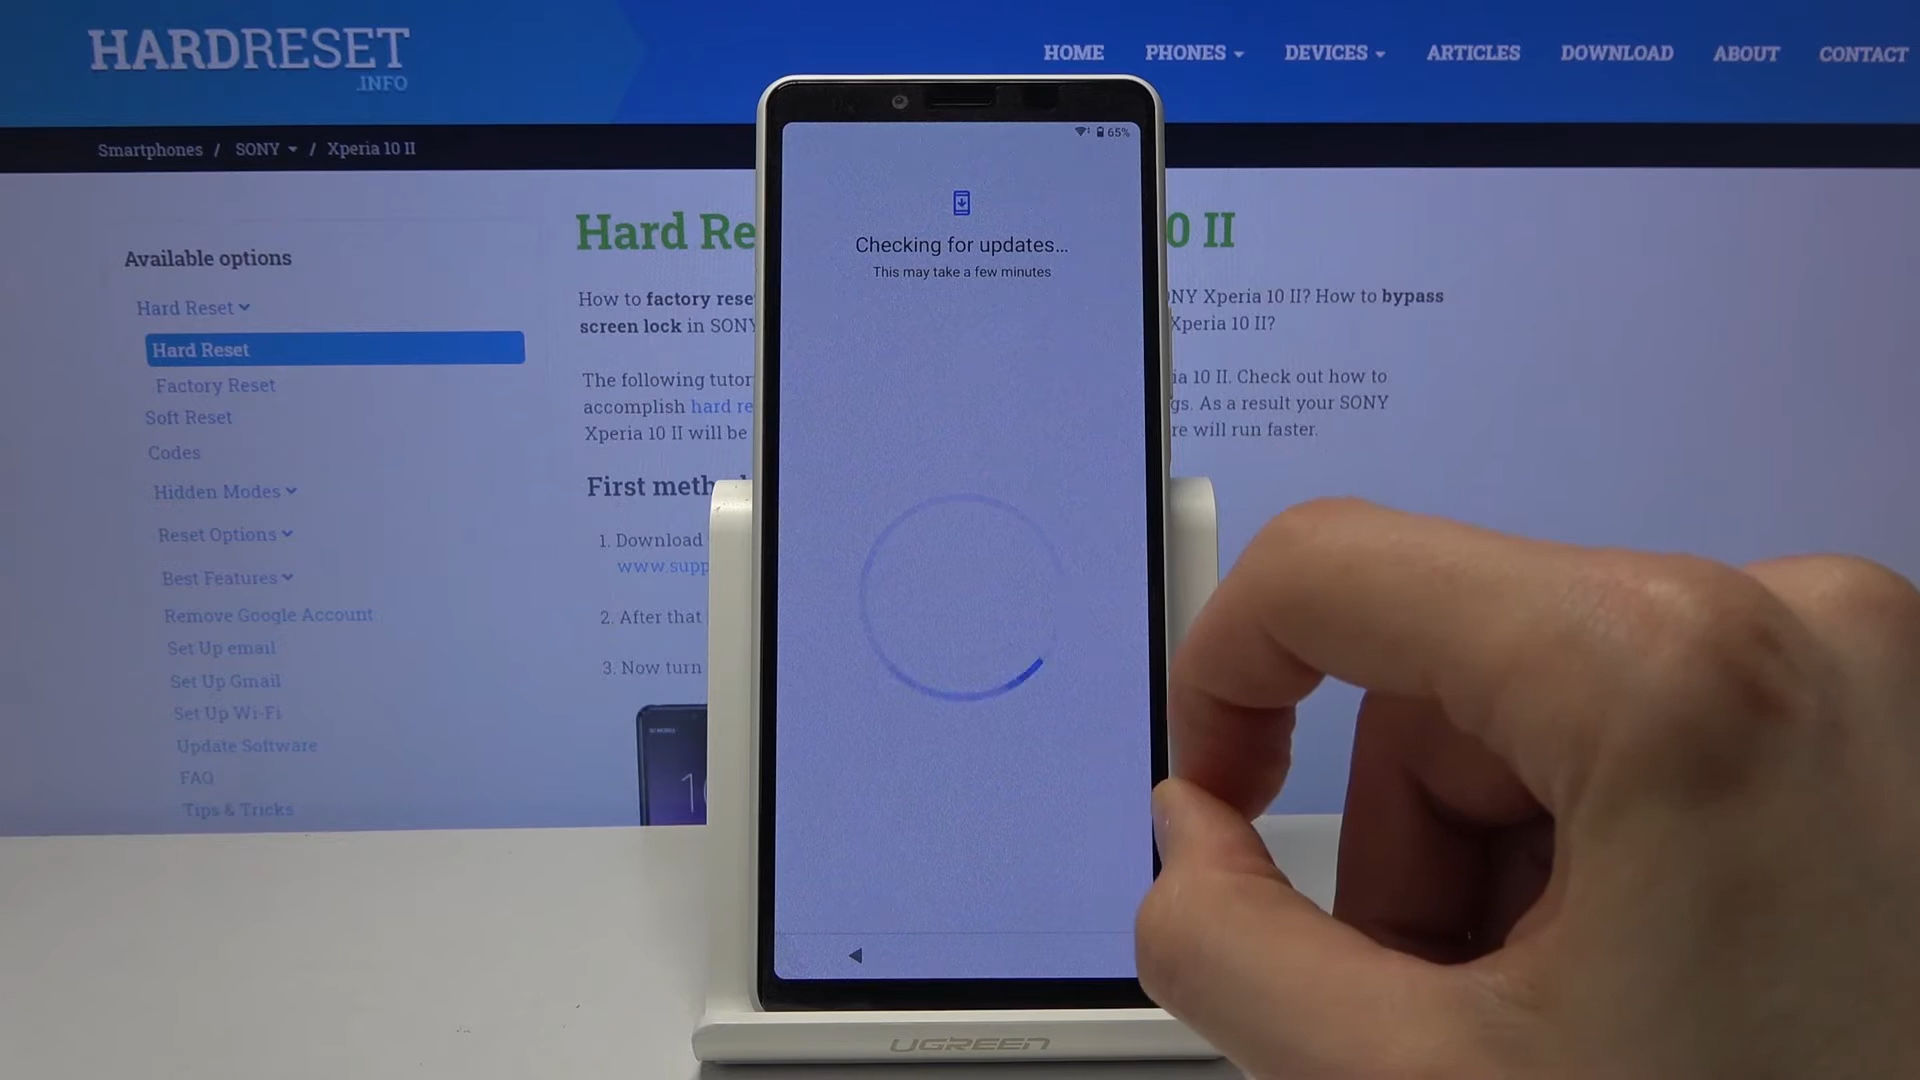 HARDRESET
.INFO
HOME PHONES DEVICES ARTICLES DOWNLOAD ABOUT CONTACT
Smartphones / SONY / Xperia 10 II
65%
Checking for updates...
This may take a few minutes
Available options
Hard Reset
Hard Reset
Factory Reset
Soft Reset
Codes
Hidden Modes
Reset Options
Best Features
Remove Google Account
Set Up email
Set Up Gmail
Set Up Wi-Fi
Update Software
FAQ
Tips & Tricks
Hard Re 0 II
How to factory rese NY Xperia 10 II? How to bypass
screen lock in SONY Xperia 10 II?
The following tutor ia 10 II. Check out how to
accomplish hard re gs. As a result your SONY
Xperia 10 II will be re will run faster.
First meth
1. Download
www.supp
2. After that
3. Now turn
UGREEN